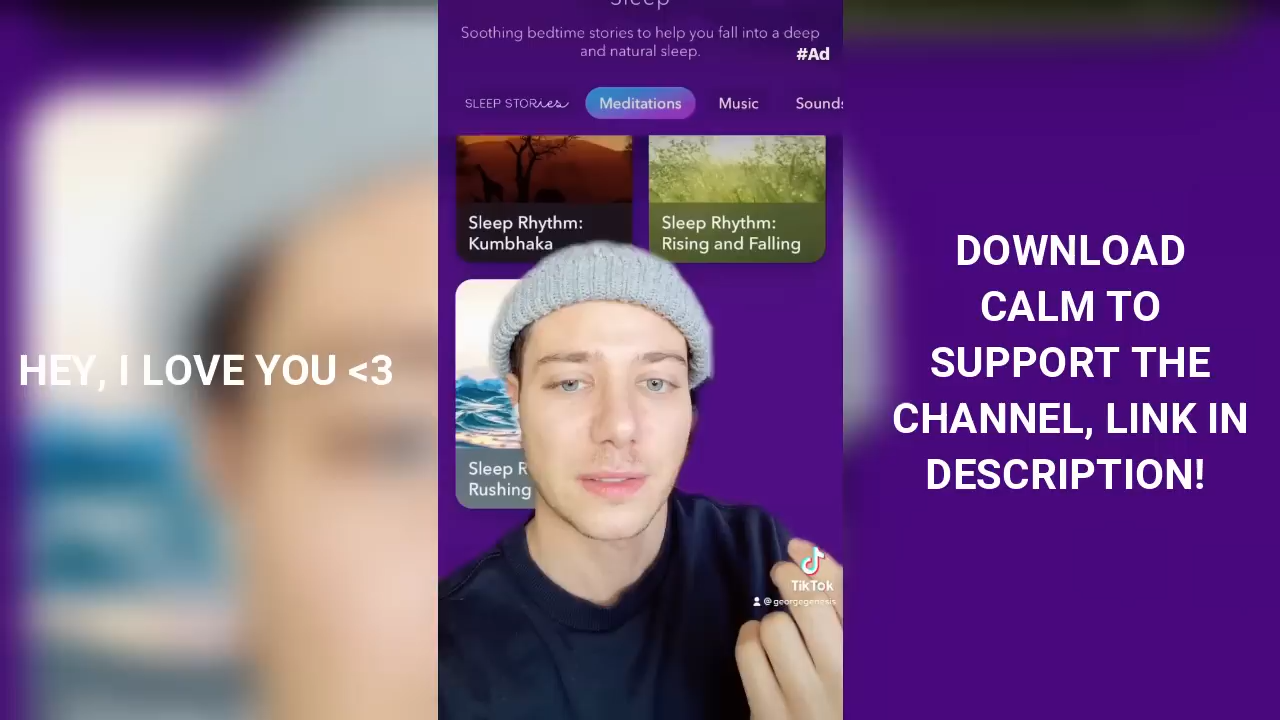 Sleep
Soothing bedtime stories to help you fall into a deep
and natural sleep.
#Ad
SLEEP STORies Meditations Music Sounds
Sleep Rhythm:
Kumbhaka
Sleep Rhythm:
Rising and Falling
HEY, I LOVE YOU <3
Sleep R
Rushing
DOWNLOAD
CALM TO
SUPPORT THE
CHANNEL, LINK IN
DESCRIPTION!
TikTok
@georgegenesis